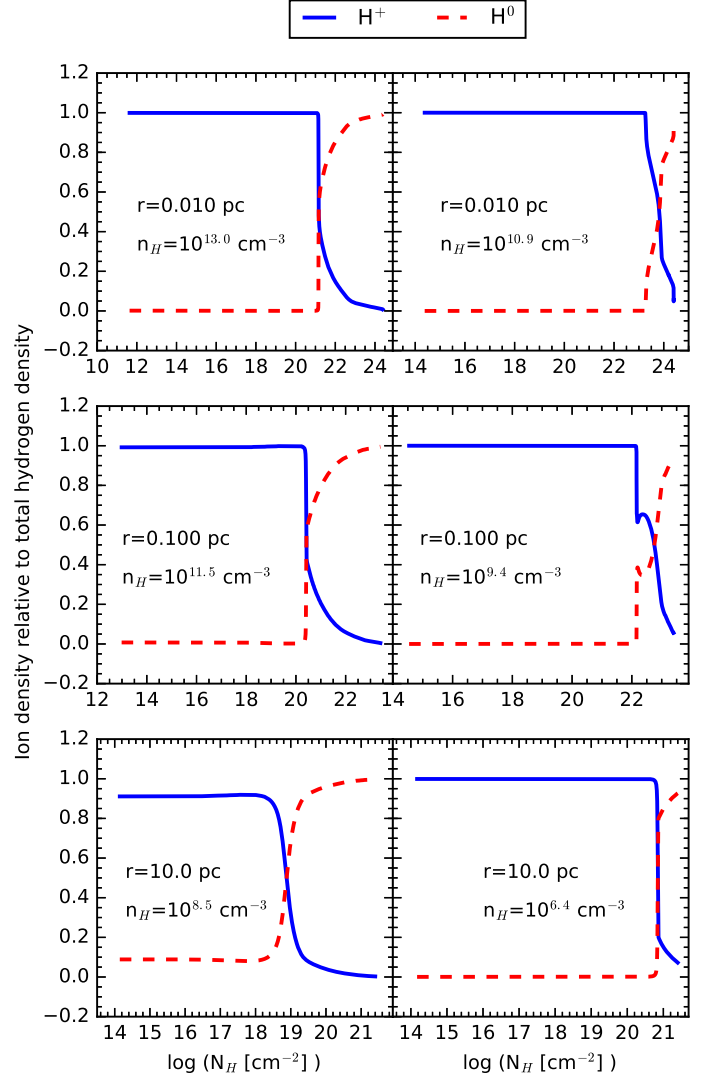 H⁺ H⁰
Ion density relative to total hydrogen density
1.2
1.0
0.8
0.6
0.4
0.2
0.0
−0.2
r=0.010 pc
n_H=10^13.0 cm⁻³
10 12 14 16 18 20 22 24
r=0.010 pc
n_H=10^10.9 cm⁻³
16 18 20 22 24
1.2
1.0
0.8
0.6
0.4
0.2
0.0
−0.2
r=0.100 pc
n_H=10^11.5 cm⁻³
12 14 16 18 20 22 24
r=0.100 pc
n_H=10^9.4 cm⁻³
14 16 18 20 22
1.2
1.0
0.8
0.6
0.4
0.2
0.0
−0.2
r=10.0 pc
n_H=10^8.5 cm⁻³
14 15 16 17 18 19 20 21
log (N_H [cm⁻²] )
r=10.0 pc
n_H=10^6.4 cm⁻³
14 15 16 17 18 19 20 21
log (N_H [cm⁻²] )